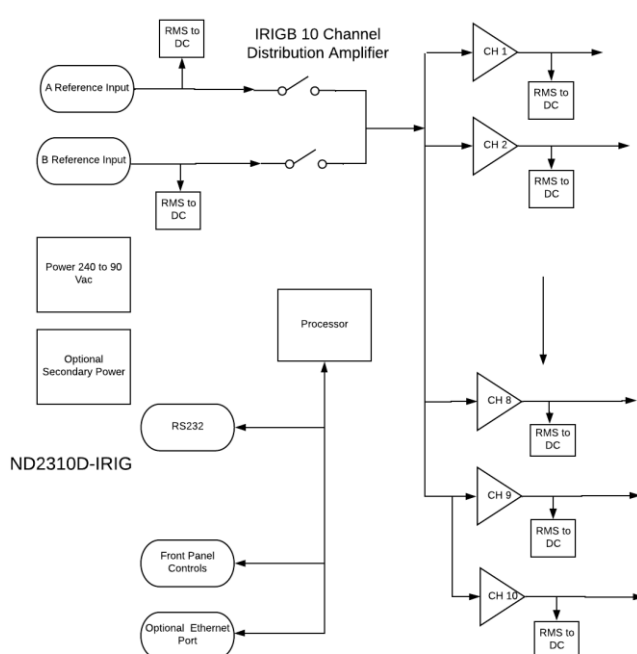 RMS to
DC
IRIGB 10 Channel
Distribution Amplifier
CH 1
A Reference Input
RMS to
DC
B Reference Input
CH 2
RMS to
DC
RMS to
DC
Power 240 to 90
Vac
Processor
Optional
Secondary Power
CH 8
RS232
RMS to
DC
ND2310D-IRIG
CH 9
RMS to
DC
Front Panel
Controls
CH 10
Optional Ethernet
Port
RMS to
DC